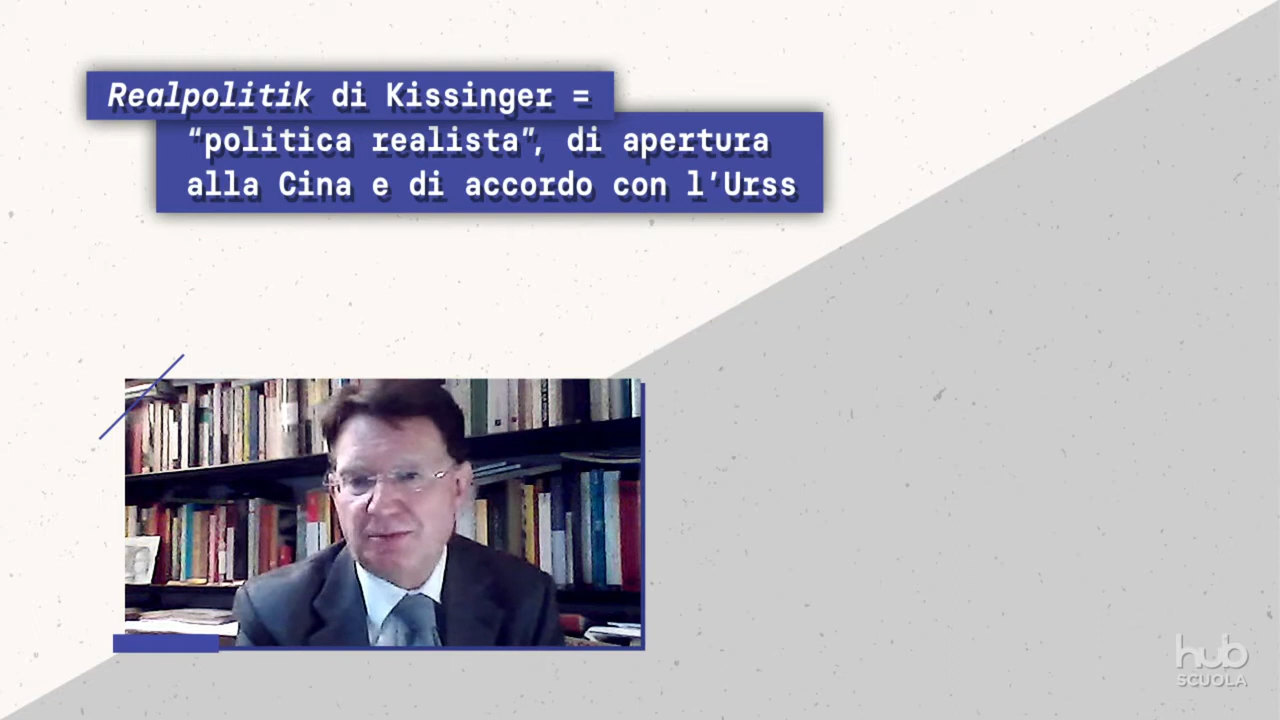 Realpolitik di Kissinger =
“politica realista”, di apertura
alla Cina e di accordo con l’Urss
hub
SCUOLA